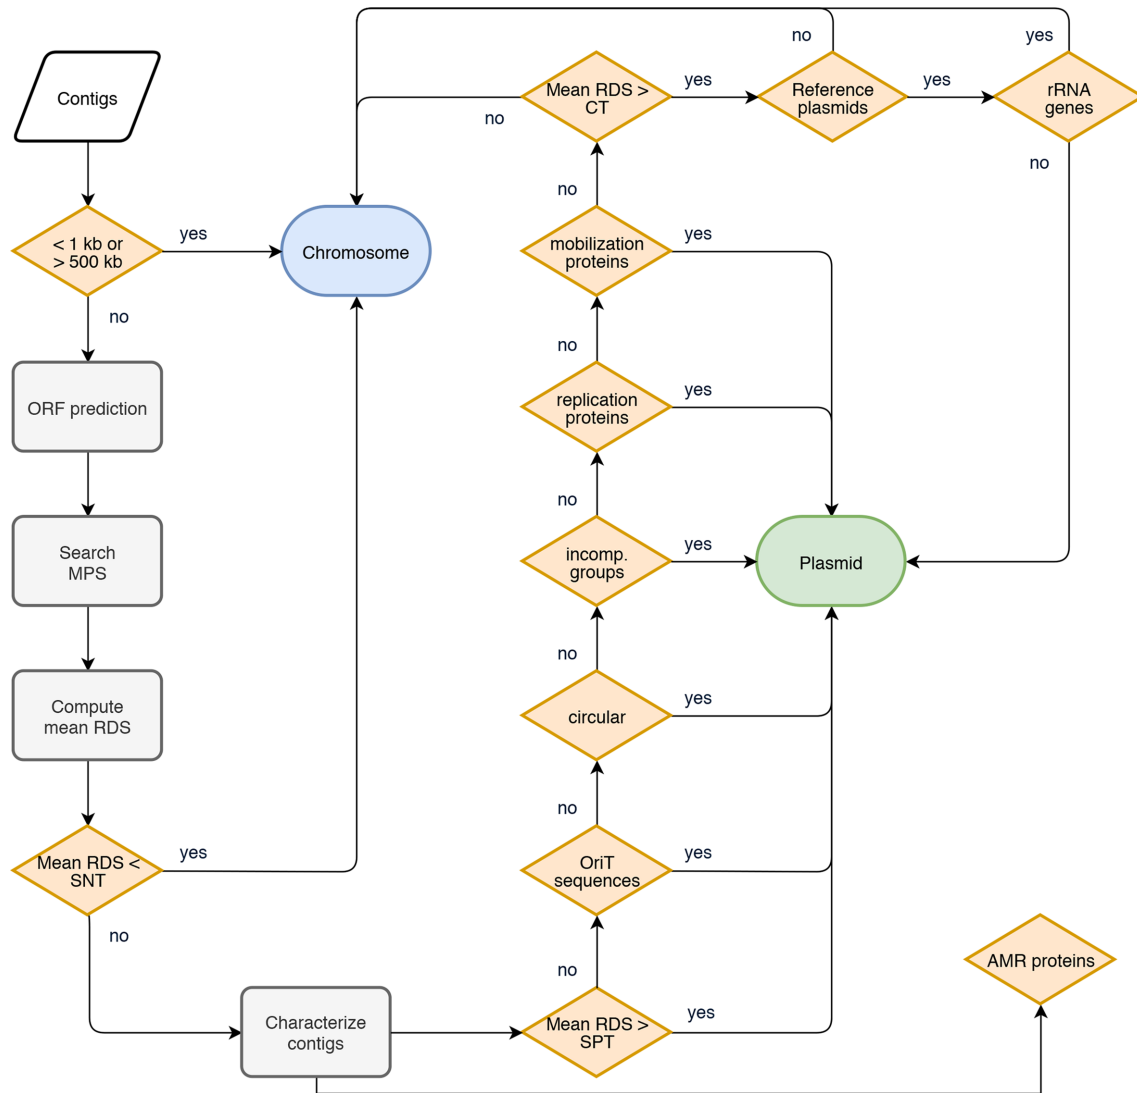 yes
no
yes
Contigs
Mean RDS >
CT
yes
Reference
plasmids
yes
rRNA
genes
no
no
no
< 1 kb or
> 500 kb
yes
Chromosome
mobilization
proteins
yes
no
no
ORF prediction
replication
proteins
yes
no
Search
MPS
incomp.
groups
yes
Plasmid
no
Compute
mean RDS
circular
yes
no
Mean RDS <
SNT
yes
OriT
sequences
yes
no
no
AMR proteins
Characterize
contigs
Mean RDS >
SPT
yes